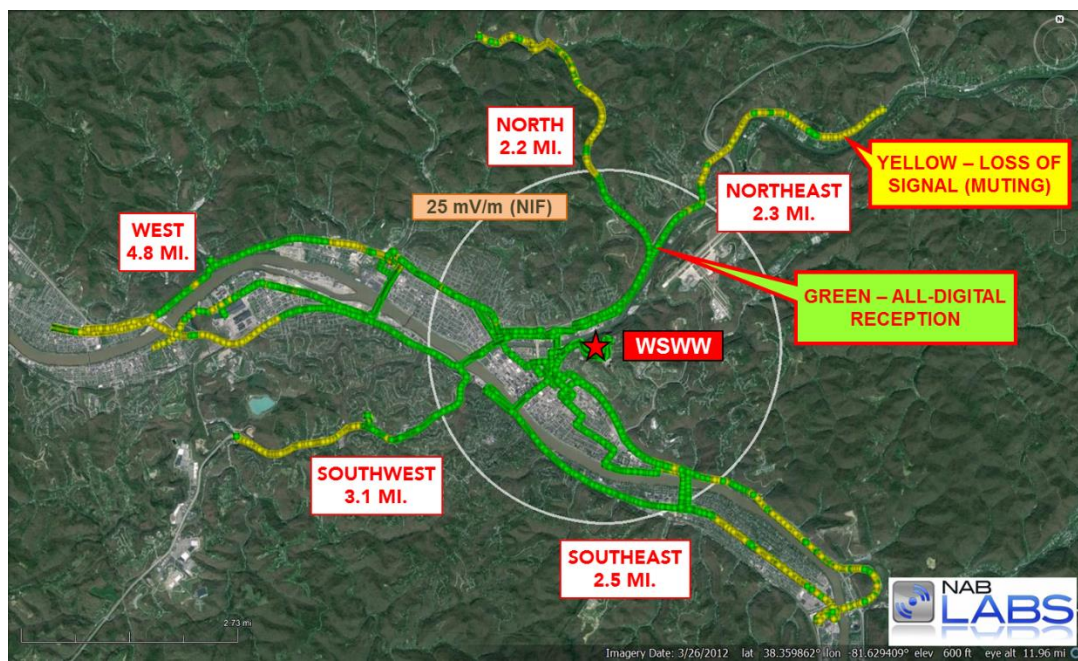 N
NORTH
2.2 MI.
NORTHEAST
2.3 MI.
YELLOW – LOSS OF
SIGNAL (MUTING)
25 mV/m (NIF)
WEST
4.8 MI.
GREEN – ALL-DIGITAL
RECEPTION
WSWW
SOUTHWEST
3.1 MI.
SOUTHEAST
2.5 MI.
NAB
LABS
2.73 mi
Imagery Date: 3/26/2012 lat 38.359862° lon -81.629409° elev 600 ft eye alt 11.96 mi